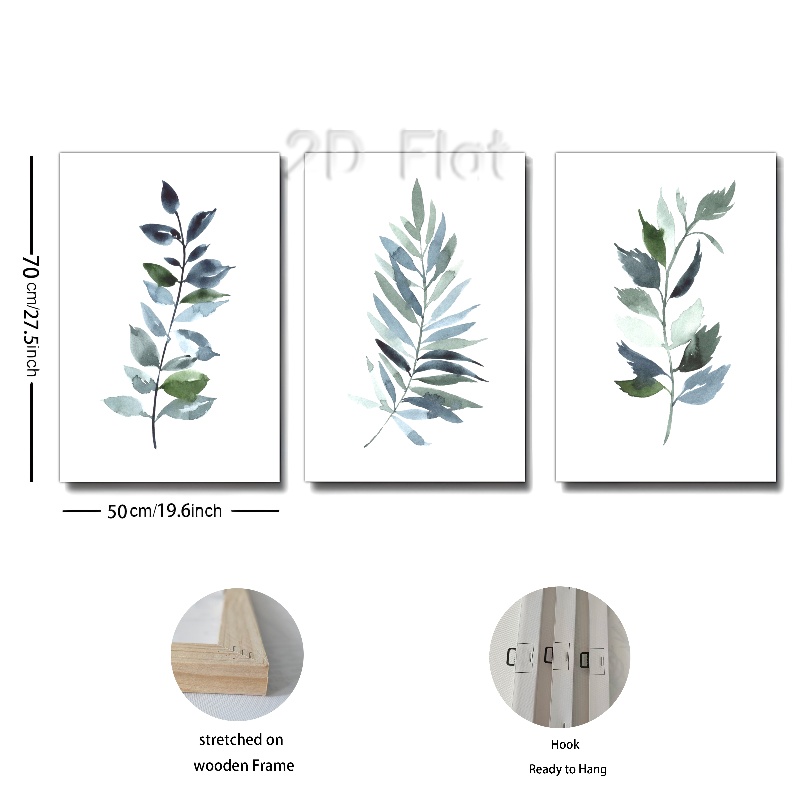 2D Flat
70 cm/27.5inch
50cm/19.6inch
stretched on
wooden Frame
Hook
Ready to Hang